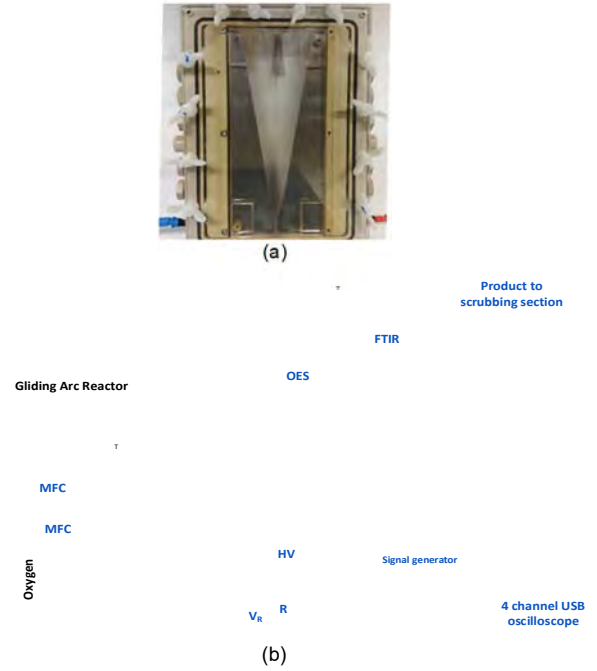 (a)
Product to
scrubbing section
FTIR
OES
Gliding Arc Reactor
T
T
MFC
MFC
Oxygen
HV
Signal generator
VR
R
4 channel USB
oscilloscope
(b)